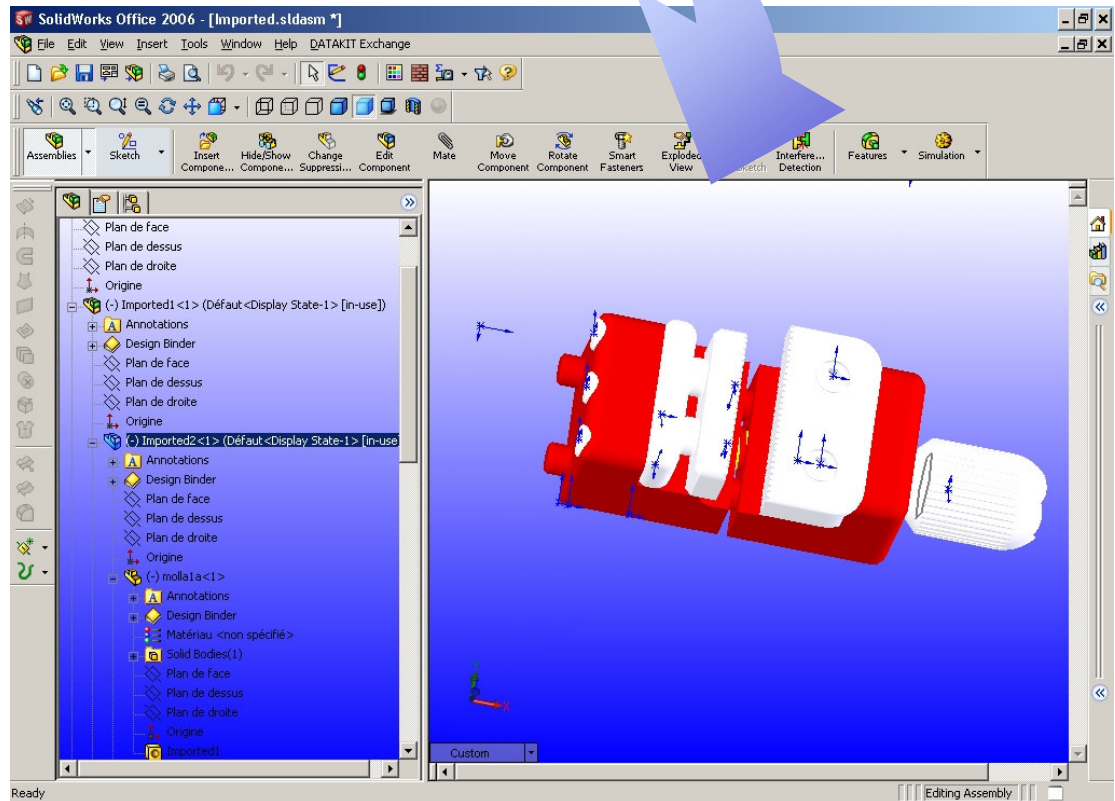 SolidWorks Office 2006 - [Imported.sldasm *]
File Edit View Insert Tools Window Help DATAKIT Exchange
Assemblies Sketch Insert Compone... Hide/Show Compone... Change Suppressi... Edit Component Mate Move Component Rotate Component Smart Fasteners Exploded View Interfere... Detection Features Simulation
Plan de face
Plan de dessus
Plan de droite
Origine
(-) Imported1<1> (Défaut<Display State-1> [in-use])
Annotations
Design Binder
Plan de face
Plan de dessus
Plan de droite
Origine
(-) Imported2<1> (Défaut<Display State-1> [in-use
Annotations
Design Binder
Plan de face
Plan de dessus
Plan de droite
Origine
(-) molla1a<1>
Annotations
Design Binder
Matériau <non spécifié>
Solid Bodies(1)
Plan de face
Plan de dessus
Plan de droite
Origine
Imported1
X
Custom
Ready
Editing Assembly